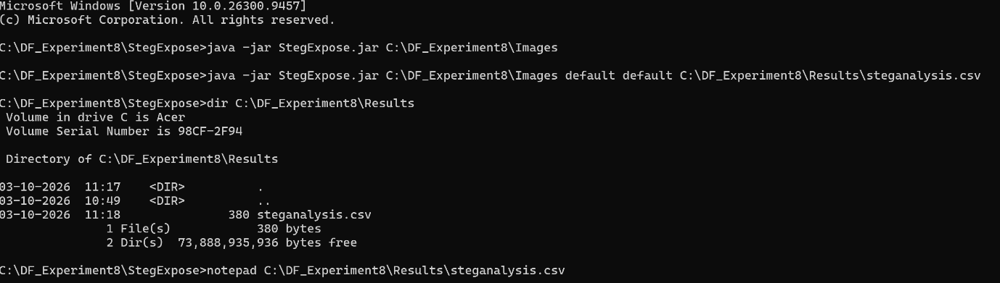 Microsoft Windows [Version 10.0.26300.9457]
(c) Microsoft Corporation. All rights reserved.
C:\DF_Experiment8\StegExpose>java -jar StegExpose.jar C:\DF_Experiment8\Images
C:\DF_Experiment8\StegExpose>java -jar StegExpose.jar C:\DF_Experiment8\Images default default C:\DF_Experiment8\Results\steganalysis.csv
C:\DF_Experiment8\StegExpose>dir C:\DF_Experiment8\Results
 Volume in drive C is Acer
 Volume Serial Number is 98CF-2F94
 Directory of C:\DF_Experiment8\Results
03-10-2026  11:17    <DIR>          .
03-10-2026  10:49    <DIR>          ..
03-10-2026  11:18               380 steganalysis.csv
               1 File(s)            380 bytes
               2 Dir(s)  73,888,935,936 bytes free
C:\DF_Experiment8\StegExpose>notepad C:\DF_Experiment8\Results\steganalysis.csv